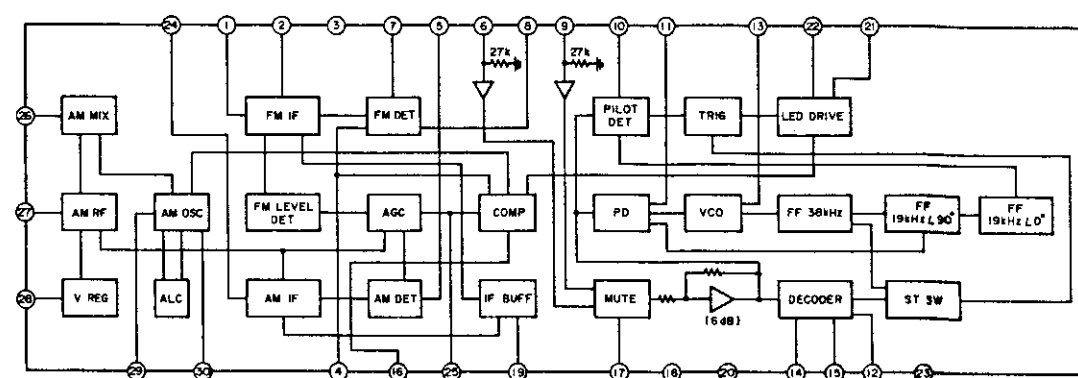 24 1 2 3 7 5 6 8 9 10 11 13 22 21
27k 27k
26 AM MIX FM IF FM DET PILOT DET TRIG LED DRIVE
27 AM RF AM OSC FM LEVEL DET AGC COMP PD VCO FF 38kHz FF 19kHz∠90° FF 19kHz∠0°
28 V REG ALC AM IF AM DET IF BUFF MUTE (6dB) DECODER ST SW
29 30 4 16 25 19 17 18 20 14 15 12 23